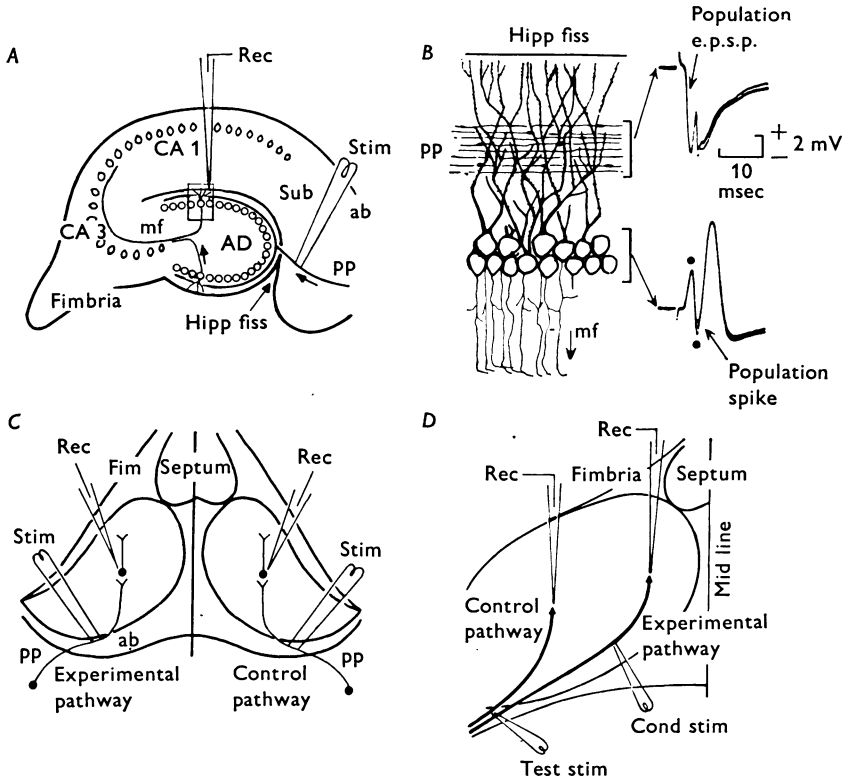 A
Rec
CA 1
Stim
Sub
ab
mf
CA 3
AD
PP
Fimbria
Hipp fiss
B
Hipp fiss
Population
e.p.s.p.
PP
+
− 2 mV
10
msec
mf
Population
spike
C
Rec
Fim
Septum
Rec
Stim
Stim
ab
PP
Experimental
pathway
Control
pathway
PP
D
Rec
Rec
Fimbria
Septum
Mid line
Control
pathway
Experimental
pathway
Cond stim
Test stim